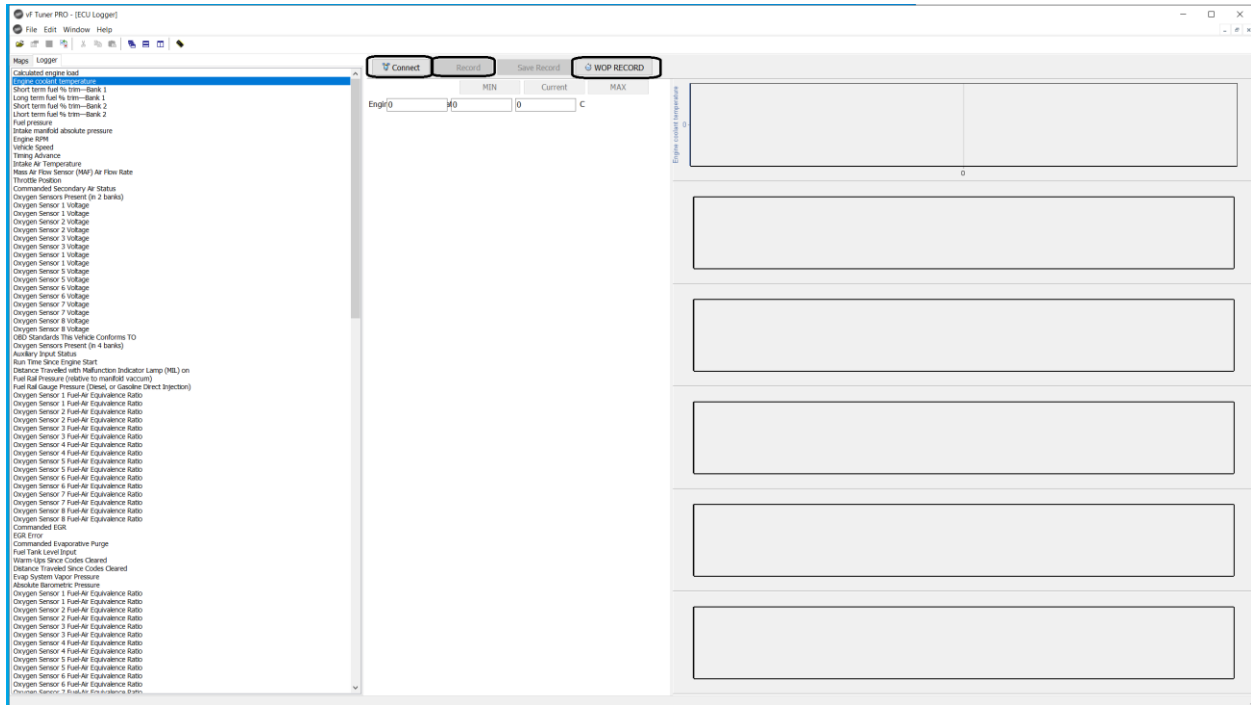 vF Tuner PRO - [ECU Logger]
File Edit Window Help
Maps Logger
Calculated engine load
Engine coolant temperature
Short term fuel % trim—Bank 1
Long term fuel % trim—Bank 1
Short term fuel % trim—Bank 2
Lhort term fuel % trim—Bank 2
Fuel pressure
Intake manifold absolute pressure
Engine RPM
Vehicle Speed
Timing Advance
Intake Air Temperature
Mass Air Flow Sensor (MAF) Air Flow Rate
Throttle Position
Commanded Secondary Air Status
Oxygen Sensors Present (in 2 banks)
Oxygen Sensor 1 Voltage
Oxygen Sensor 1 Voltage
Oxygen Sensor 2 Voltage
Oxygen Sensor 2 Voltage
Oxygen Sensor 3 Voltage
Oxygen Sensor 3 Voltage
Oxygen Sensor 1 Voltage
Oxygen Sensor 1 Voltage
Oxygen Sensor 5 Voltage
Oxygen Sensor 5 Voltage
Oxygen Sensor 6 Voltage
Oxygen Sensor 6 Voltage
Oxygen Sensor 7 Voltage
Oxygen Sensor 7 Voltage
Oxygen Sensor 8 Voltage
Oxygen Sensor 8 Voltage
OBD Standards This Vehicle Conforms TO
Oxygen Sensors Present (in 4 banks)
Auxiliary Input Status
Run Time Since Engine Start
Distance Travelled with Malfunction Indicator Lamp (MIL) on
Fuel Rail Pressure (relative to manifold vaccum)
Fuel Rail Gauge Pressure (Diesel, or Gasoline Direct Injection)
Oxygen Sensor 1 Fuel-Air Equivalence Ratio
Oxygen Sensor 1 Fuel-Air Equivalence Ratio
Oxygen Sensor 2 Fuel-Air Equivalence Ratio
Oxygen Sensor 2 Fuel-Air Equivalence Ratio
Oxygen Sensor 3 Fuel-Air Equivalence Ratio
Oxygen Sensor 3 Fuel-Air Equivalence Ratio
Oxygen Sensor 4 Fuel-Air Equivalence Ratio
Oxygen Sensor 4 Fuel-Air Equivalence Ratio
Oxygen Sensor 5 Fuel-Air Equivalence Ratio
Oxygen Sensor 5 Fuel-Air Equivalence Ratio
Oxygen Sensor 6 Fuel-Air Equivalence Ratio
Oxygen Sensor 6 Fuel-Air Equivalence Ratio
Oxygen Sensor 7 Fuel-Air Equivalence Ratio
Oxygen Sensor 7 Fuel-Air Equivalence Ratio
Oxygen Sensor 8 Fuel-Air Equivalence Ratio
Oxygen Sensor 8 Fuel-Air Equivalence Ratio
Commanded EGR
EGR Error
Commanded Evaporative Purge
Fuel Tank Level Input
Warm-Ups Since Codes Cleared
Distance Traveled Since Codes Cleared
Evap System Vapor Pressure
Absolute Barometric Pressure
Oxygen Sensor 1 Fuel-Air Equivalence Ratio
Oxygen Sensor 1 Fuel-Air Equivalence Ratio
Oxygen Sensor 2 Fuel-Air Equivalence Ratio
Oxygen Sensor 2 Fuel-Air Equivalence Ratio
Oxygen Sensor 3 Fuel-Air Equivalence Ratio
Oxygen Sensor 3 Fuel-Air Equivalence Ratio
Oxygen Sensor 4 Fuel-Air Equivalence Ratio
Oxygen Sensor 4 Fuel-Air Equivalence Ratio
Oxygen Sensor 5 Fuel-Air Equivalence Ratio
Oxygen Sensor 5 Fuel-Air Equivalence Ratio
Oxygen Sensor 6 Fuel-Air Equivalence Ratio
Oxygen Sensor 6 Fuel-Air Equivalence Ratio
Oxygen Sensor 7 Fuel-Air Equivalence Ratio
Connect Record Save Record WOP RECORD
MIN Current MAX
Engir 0 0 0 C
Engine coolant temperature
0
0